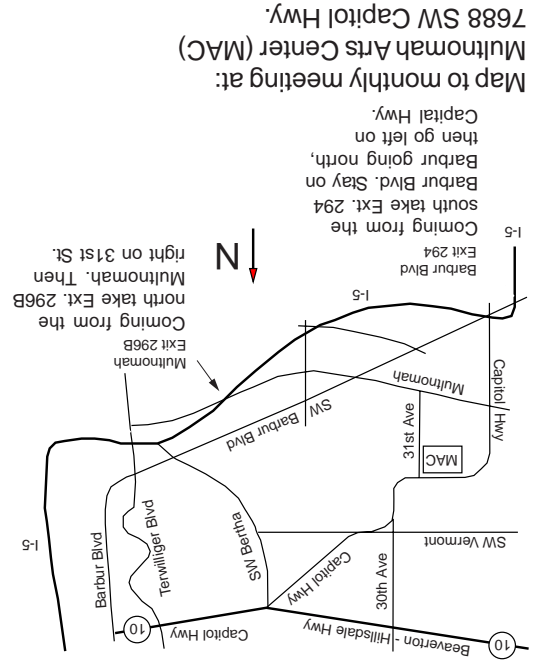 10
Beaverton - Hillsdale Hwy
Capitol Hwy
10
30th Ave
Capitol Hwy
SW Vermont
SW Bertha
Terwilliger Blvd
Barbur Blvd
I-5
MAC
31st Ave
Capitol Hwy
Multnomah
SW
Barbur Blvd
I-5
I-5
Multnomah
Exit 296B
Coming from the
north take Ext. 296B
Multnomah. Then
right on 31st St.
N
Barbur Blvd
Exit 294
Coming from the
south take Ext. 294
Barbur Blvd. Stay on
Barbur going north,
then go left on
Capital Hwy.
Map to monthly meeting at:
Multnomah Arts Center (MAC)
7688 SW Capitol Hwy.